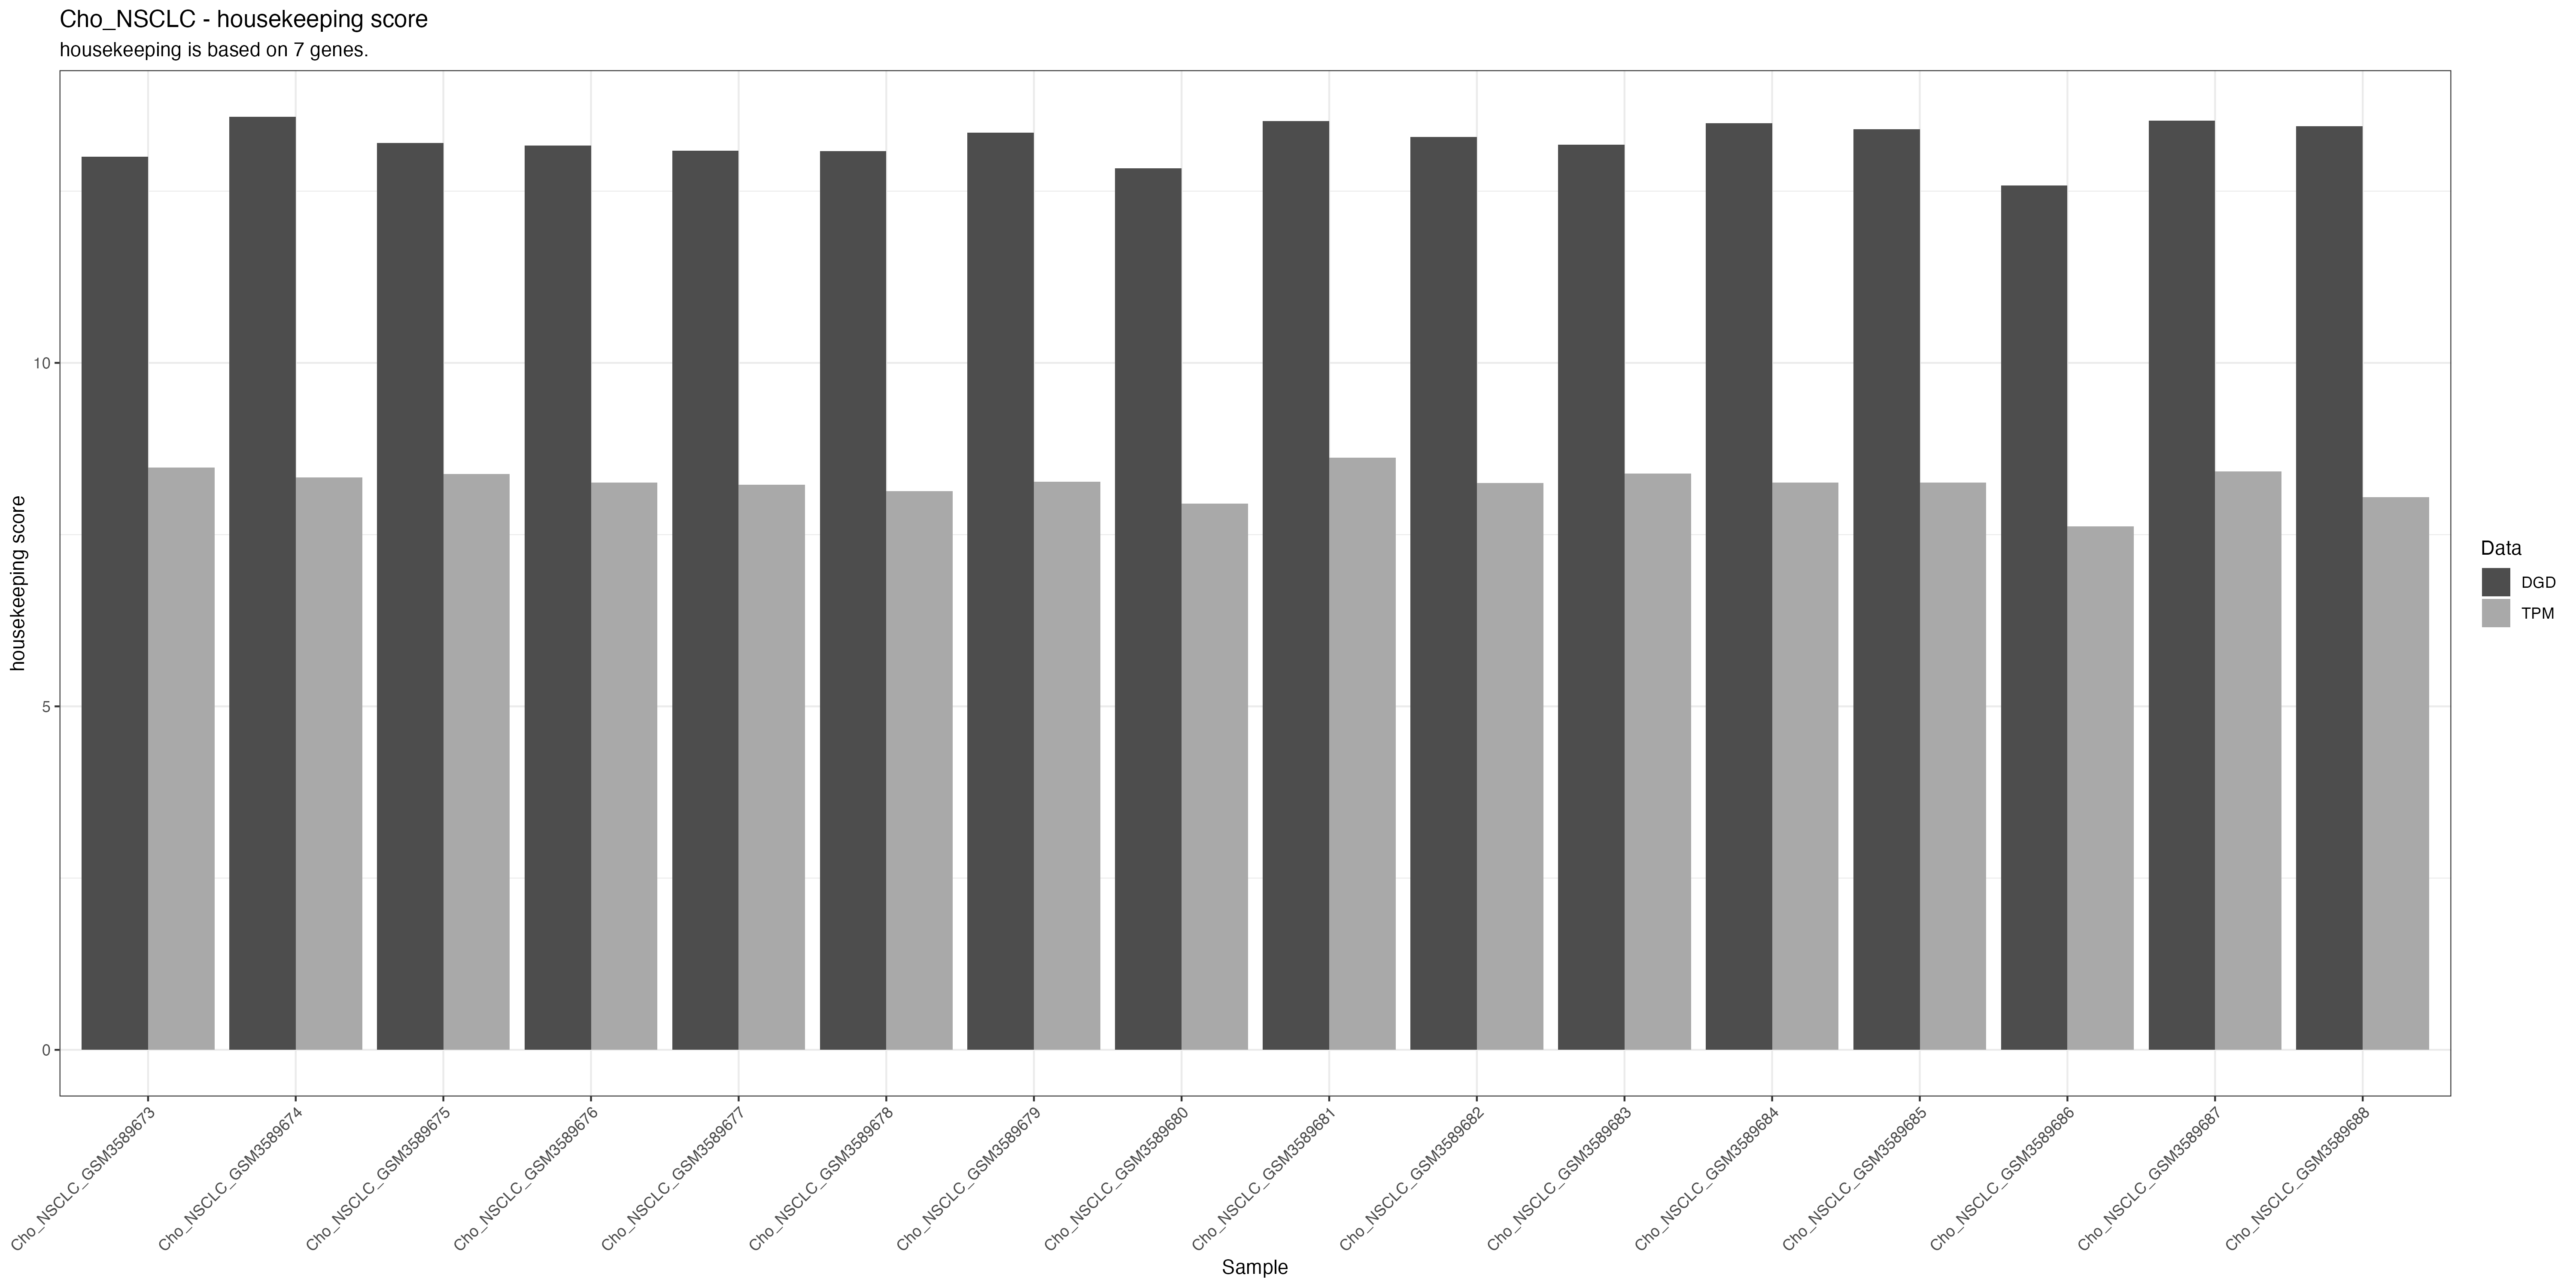 Cho_NSCLC - housekeeping score
housekeeping is based on 7 genes.
housekeeping score
10
5
0
Cho_NSCLC_GSM3589673
Cho_NSCLC_GSM3589674
Cho_NSCLC_GSM3589675
Cho_NSCLC_GSM3589676
Cho_NSCLC_GSM3589677
Cho_NSCLC_GSM3589678
Cho_NSCLC_GSM3589679
Cho_NSCLC_GSM3589680
Cho_NSCLC_GSM3589681
Cho_NSCLC_GSM3589682
Cho_NSCLC_GSM3589683
Cho_NSCLC_GSM3589684
Cho_NSCLC_GSM3589685
Cho_NSCLC_GSM3589686
Cho_NSCLC_GSM3589687
Cho_NSCLC_GSM3589688
Sample
Data
DGD
TPM